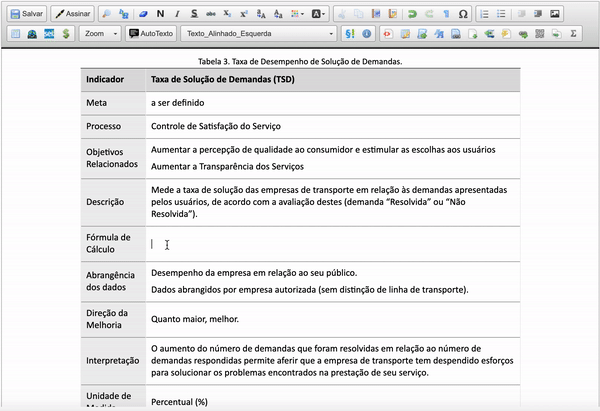 Salvar Assinar N I S abc X₂ X² ªA Aª A
Zoom AutoTexto Texto_Alinhado_Esquerda §! Σ
Tabela 3. Taxa de Desempenho de Solução de Demandas.
Indicador Taxa de Solução de Demandas (TSD)
Meta a ser definido
Processo Controle de Satisfação do Serviço
Objetivos Relacionados Aumentar a percepção de qualidade ao consumidor e estimular as escolhas aos usuários
Aumentar a Transparência dos Serviços
Descrição Mede a taxa de solução das empresas de transporte em relação às demandas apresentadas
pelos usuários, de acordo com a avaliação destes (demanda “Resolvida” ou “Não
Resolvida”).
Fórmula de
Cálculo
Abrangência
dos dados
Desempenho da empresa em relação ao seu público.
Dados abrangidos por empresa autorizada (sem distinção de linha de transporte).
Direção da
Melhoria
Quanto maior, melhor.
Interpretação O aumento do número de demandas que foram resolvidas em relação ao número de
demandas respondidas permite aferir que a empresa de transporte tem despendido esforços
para solucionar os problemas encontrados na prestação de seu serviço.
Unidade de
Medida
Percentual (%)